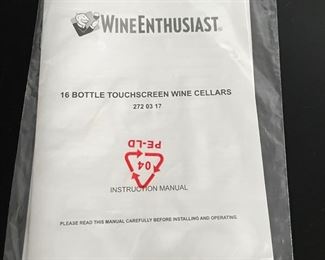 WINEENTHUSIAST
16 BOTTLE TOUCHSCREEN WINE CELLARS
272 03 17
PE-LD
04
INSTRUCTION MANUAL
PLEASE READ THIS MANUAL CAREFULLY BEFORE INSTALLING AND OPERATING